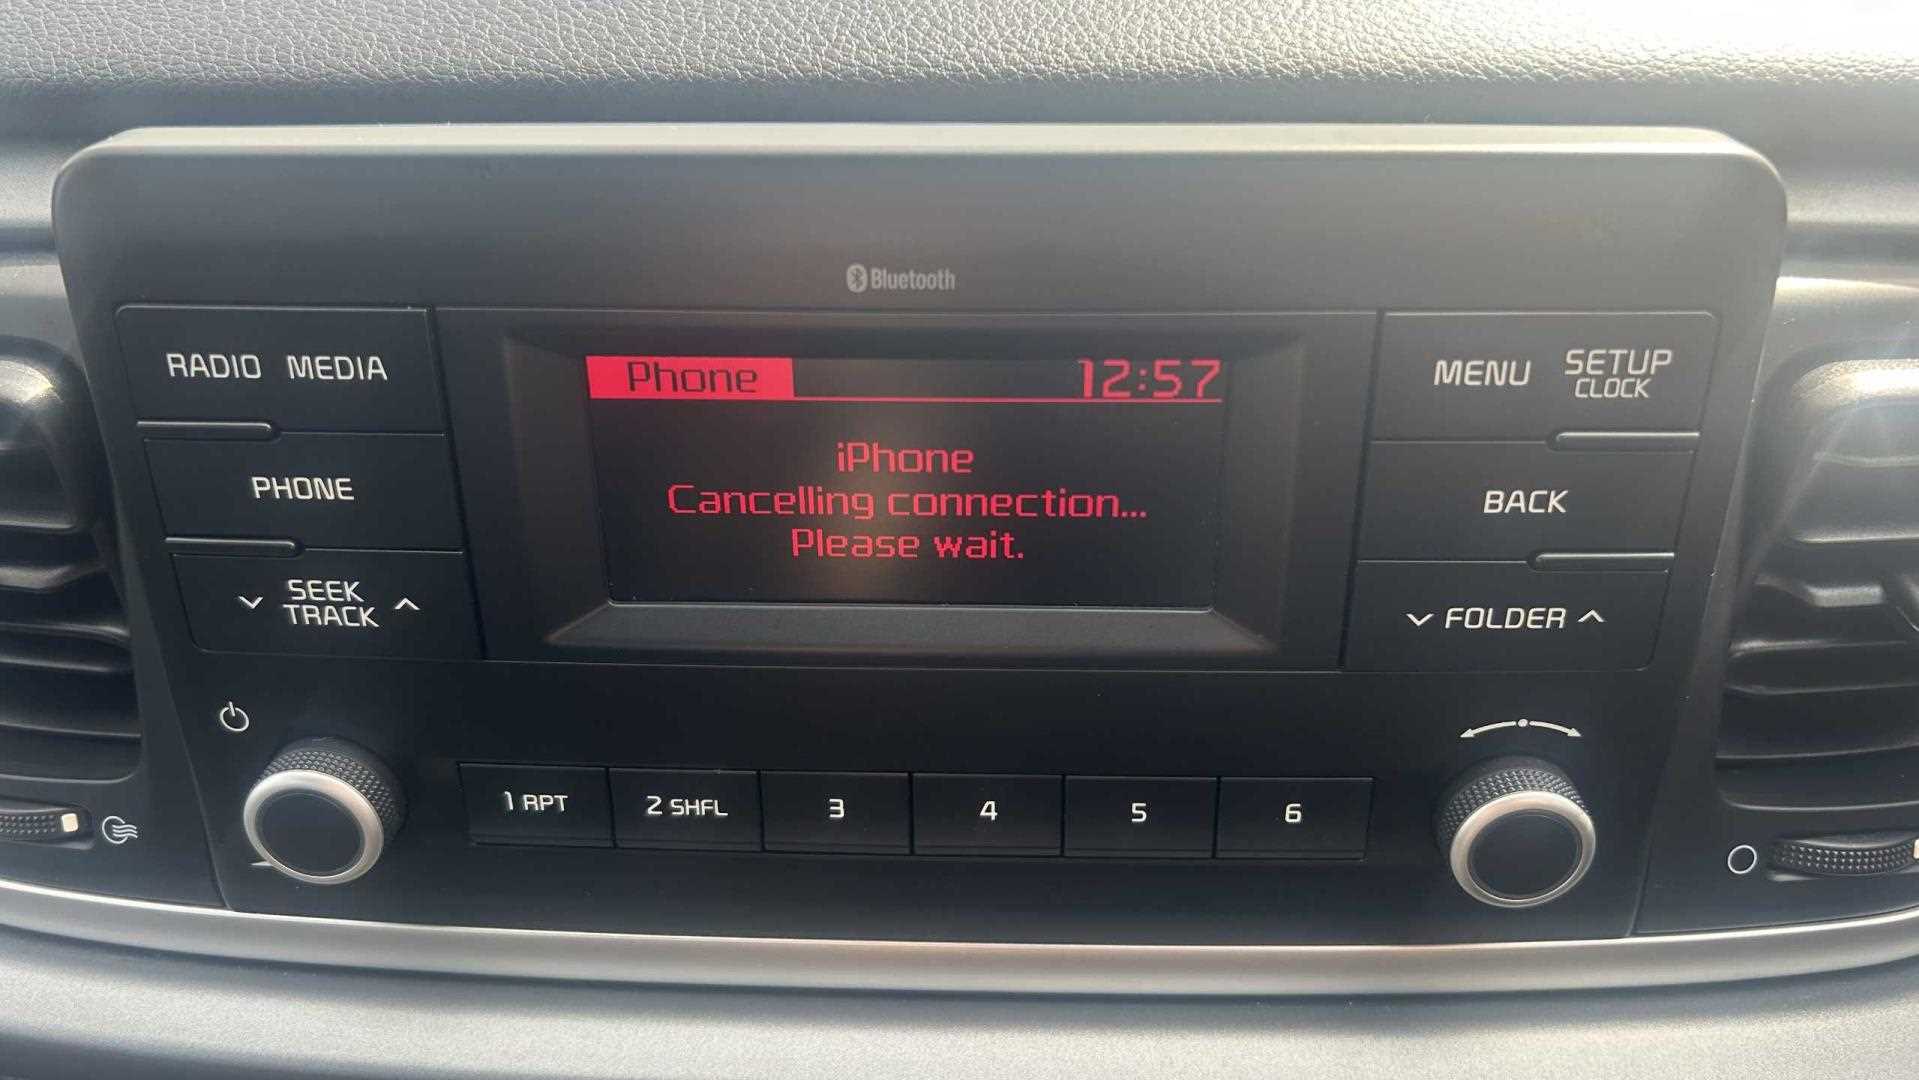 Bluetooth
RADIO MEDIA
PHONE
SEEK
TRACK
Phone 12:57
iPhone
Cancelling connection...
Please wait.
MENU SETUP
CLOCK
BACK
FOLDER
1 RPT 2 SHFL 3 4 5 6